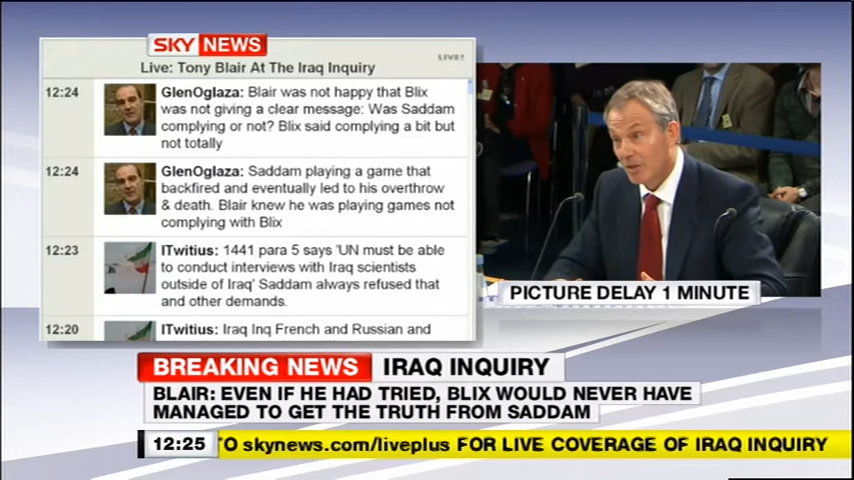 SKY NEWS
LIVE!
Live: Tony Blair At The Iraq Inquiry
12:24
GlenOglaza: Blair was not happy that Blix
was not giving a clear message: Was Saddam
complying or not? Blix said complying a bit but
not totally
12:24
GlenOglaza: Saddam playing a game that
backfired and eventually led to his overthrow
& death. Blair knew he was playing games not
complying with Blix
12:23
ITwitius: 1441 para 5 says 'UN must be able
to conduct interviews with Iraq scientists
outside of Iraq' Saddam always refused that
and other demands.
12:20
ITwitius: Iraq Inq French and Russian and
PICTURE DELAY 1 MINUTE
BREAKING NEWS IRAQ INQUIRY
BLAIR: EVEN IF HE HAD TRIED, BLIX WOULD NEVER HAVE
MANAGED TO GET THE TRUTH FROM SADDAM
12:25 TO skynews.com/liveplus FOR LIVE COVERAGE OF IRAQ INQUIRY